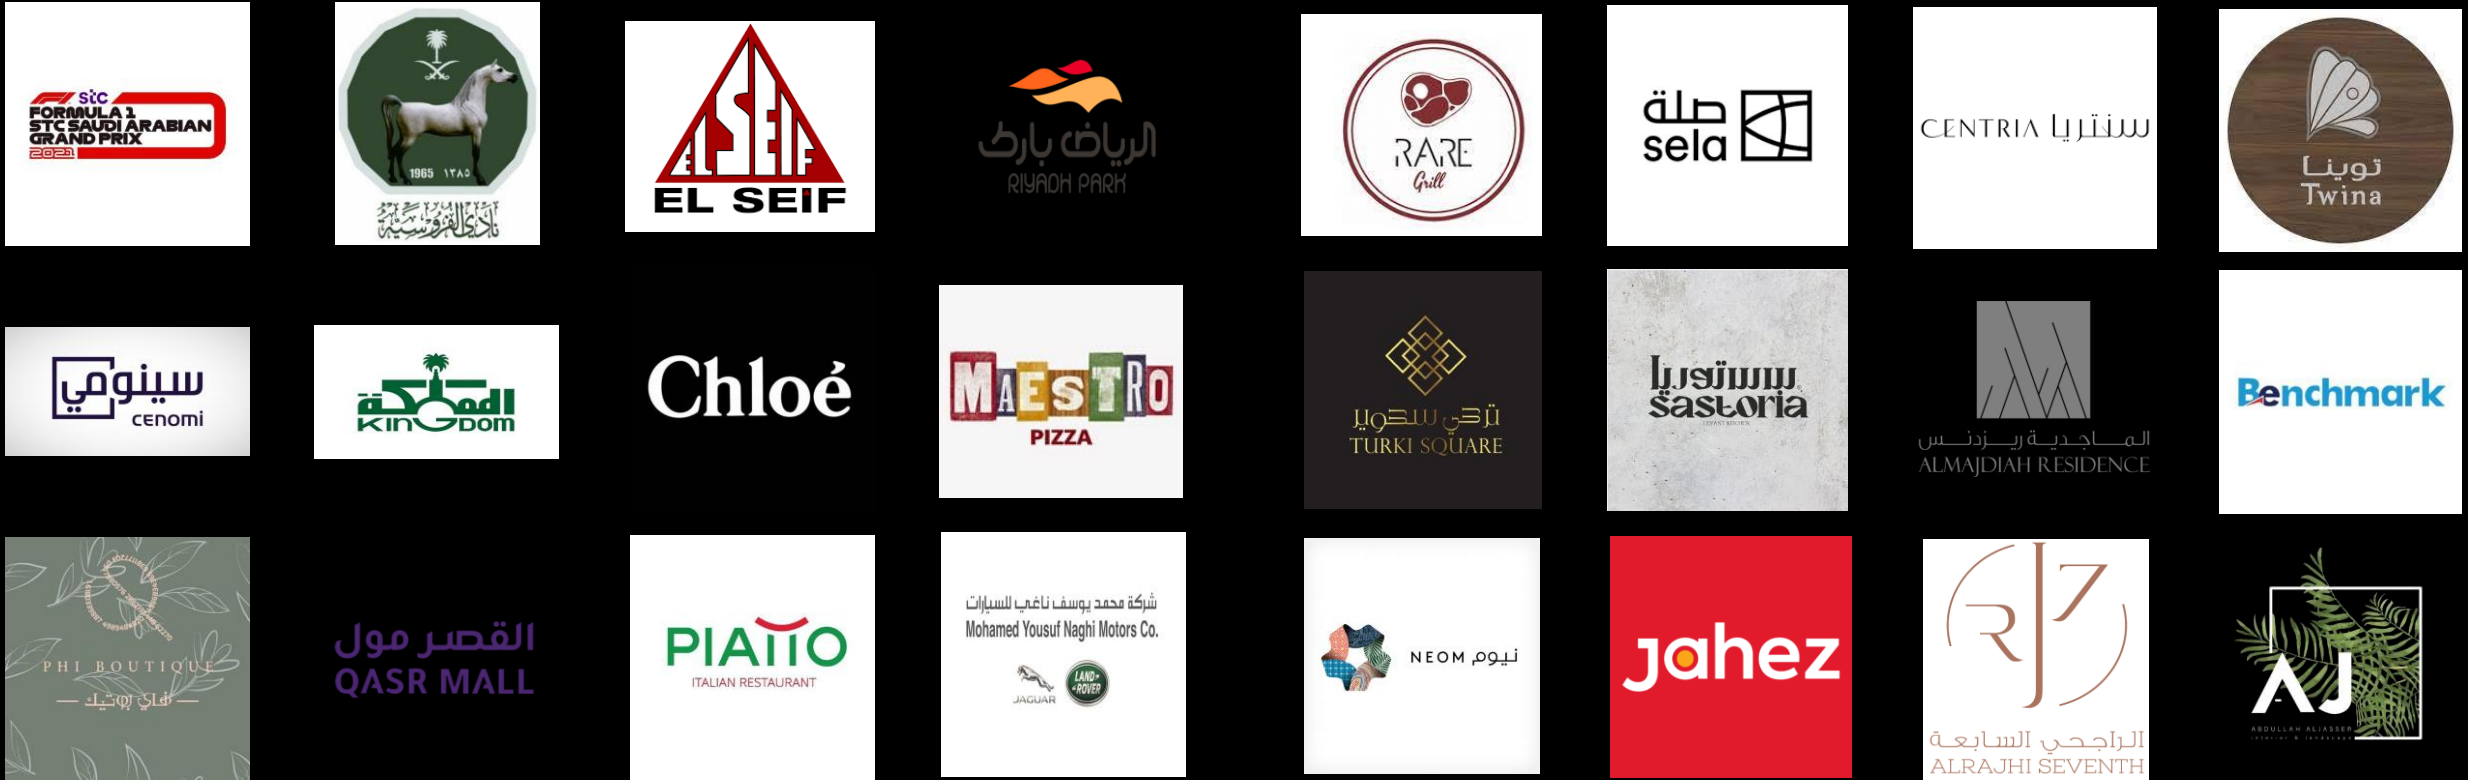 stc
FORMULA 1
STC SAUDI ARABIAN
GRAND PRIX
2021
1965 ١٣٨٥
نادي الفروسية
EL SEIF
EL SEIF
الرياض بارك
RIYADH PARK
RARE
Grill
صلة
sela
CENTRIA سنتريا
توينا
Twina
سينومي
CENOMI
المملكة
KINGDOM
Chloé
MAESTRO
PIZZA
تركي سكوير
TURKI SQUARE
سستوريا
sastoria
الماجدية ريزدنس
ALMAJDIAH RESIDENCE
Benchmark
PHI BOUTIQUE
فاي بوتيك
القصر مول
QASR MALL
PIATTO
ITALIAN RESTAURANT
شركة محمد يوسف ناغي للسيارات
Mohamed Yousuf Naghi Motors Co.
JAGUAR
LAND-
-ROVER
NEOM نيوم
Jahez
RJ7
الراجحي السابعة
ALRAJHI SEVENTH
AJ
ABDULLAH ALJASSER
interior & landscape